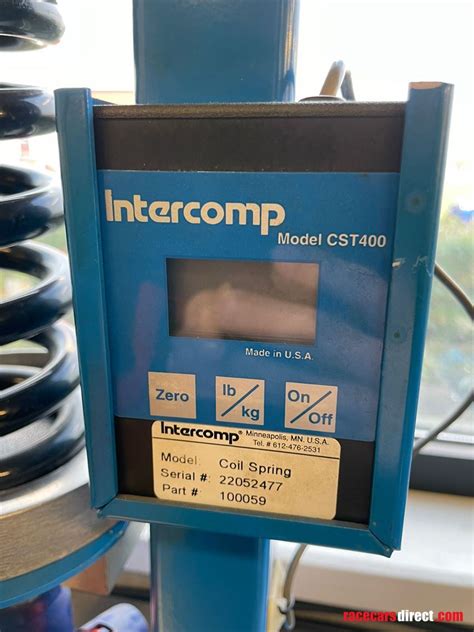 Intercomp
Model CST400
Made in U.S.A.
Zero
lb/kg
On/Off
Intercomp® Minneapolis, MN. U.S.A.
Tel. # 612-476-2531
Model: Coil Spring
Serial #: 22052477
Part #: 100059
racecarsdirect.com